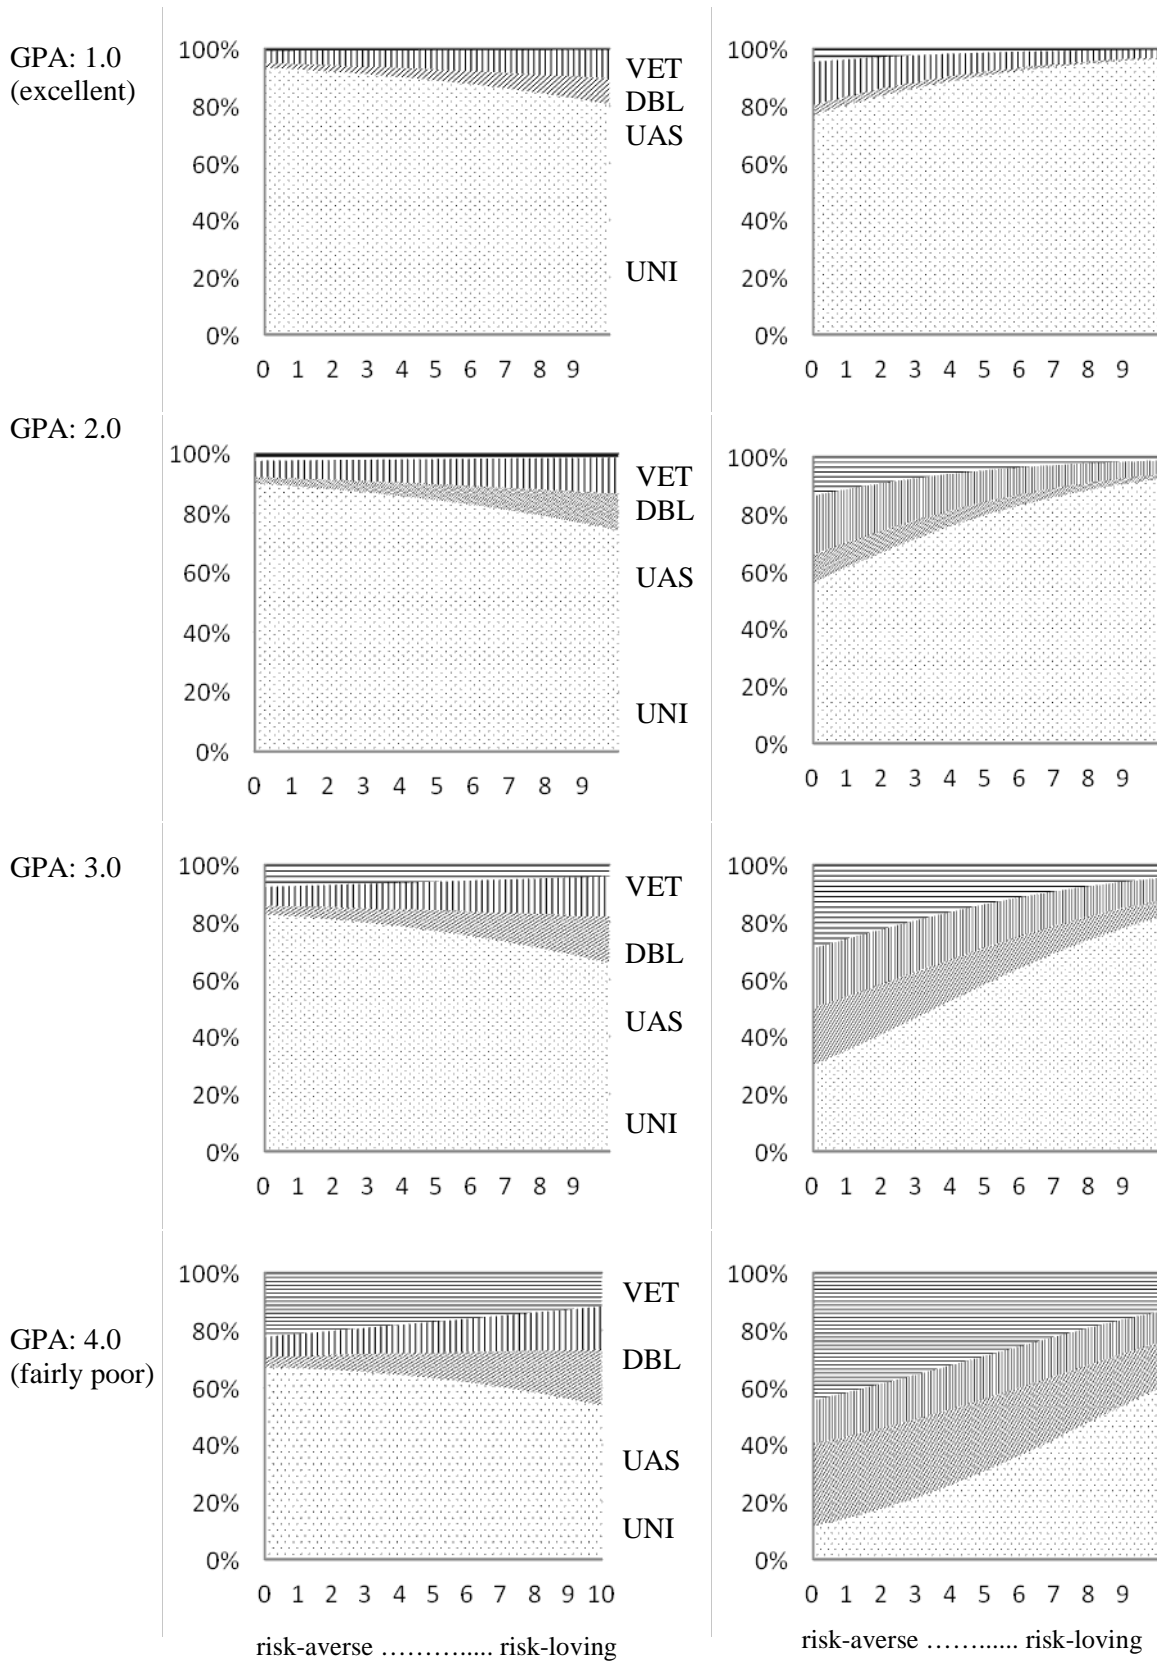 GPA: 1.0
(excellent)
100%
80%
60%
40%
20%
0%
0 1 2 3 4 5 6 7 8 9
VET
DBL
UAS
UNI
100%
80%
60%
40%
20%
0%
0 1 2 3 4 5 6 7 8 9
GPA: 2.0
100%
80%
60%
40%
20%
0%
0 1 2 3 4 5 6 7 8 9
VET
DBL
UAS
UNI
100%
80%
60%
40%
20%
0%
0 1 2 3 4 5 6 7 8 9
GPA: 3.0
100%
80%
60%
40%
20%
0%
0 1 2 3 4 5 6 7 8 9
VET
DBL
UAS
UNI
100%
80%
60%
40%
20%
0%
0 1 2 3 4 5 6 7 8 9
GPA: 4.0
(fairly poor)
100%
80%
60%
40%
20%
0%
0 1 2 3 4 5 6 7 8 9 10
VET
DBL
UAS
UNI
risk-averse ………..... risk-loving
100%
80%
60%
40%
20%
0%
0 1 2 3 4 5 6 7 8 9
risk-averse ……...... risk-loving